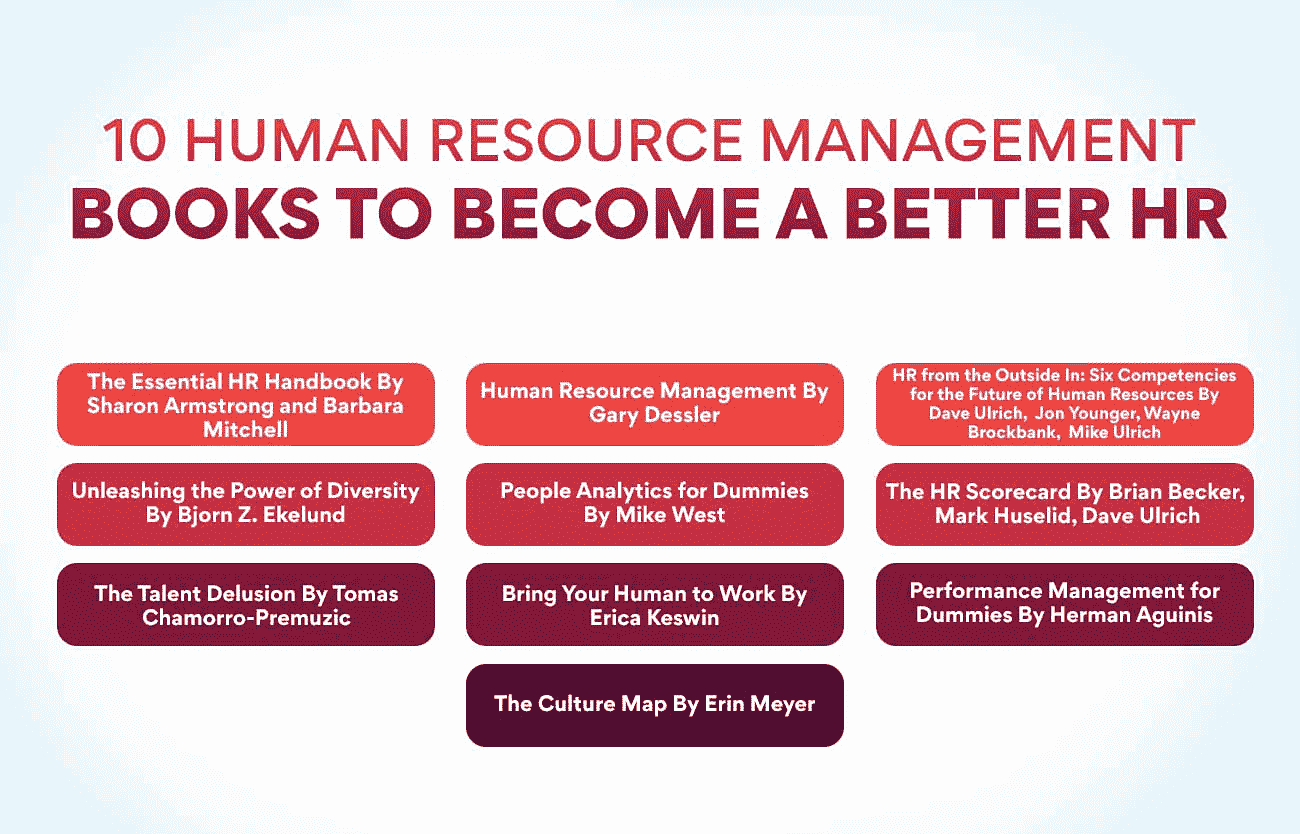 10 HUMAN RESOURCE MANAGEMENT
BOOKS TO BECOME A BETTER HR
The Essential HR Handbook By
Sharon Armstrong and Barbara
Mitchell
Human Resource Management By
Gary Dessler
HR from the Outside In: Six Competencies
for the Future of Human Resources By
Dave Ulrich, Jon Younger, Wayne
Brockbank, Mike Ulrich
Unleashing the Power of Diversity
By Bjorn Z. Ekelund
People Analytics for Dummies
By Mike West
The HR Scorecard By Brian Becker,
Mark Huselid, Dave Ulrich
The Talent Delusion By Tomas
Chamorro-Premuzic
Bring Your Human to Work By
Erica Keswin
Performance Management for
Dummies By Herman Aguinis
The Culture Map By Erin Meyer